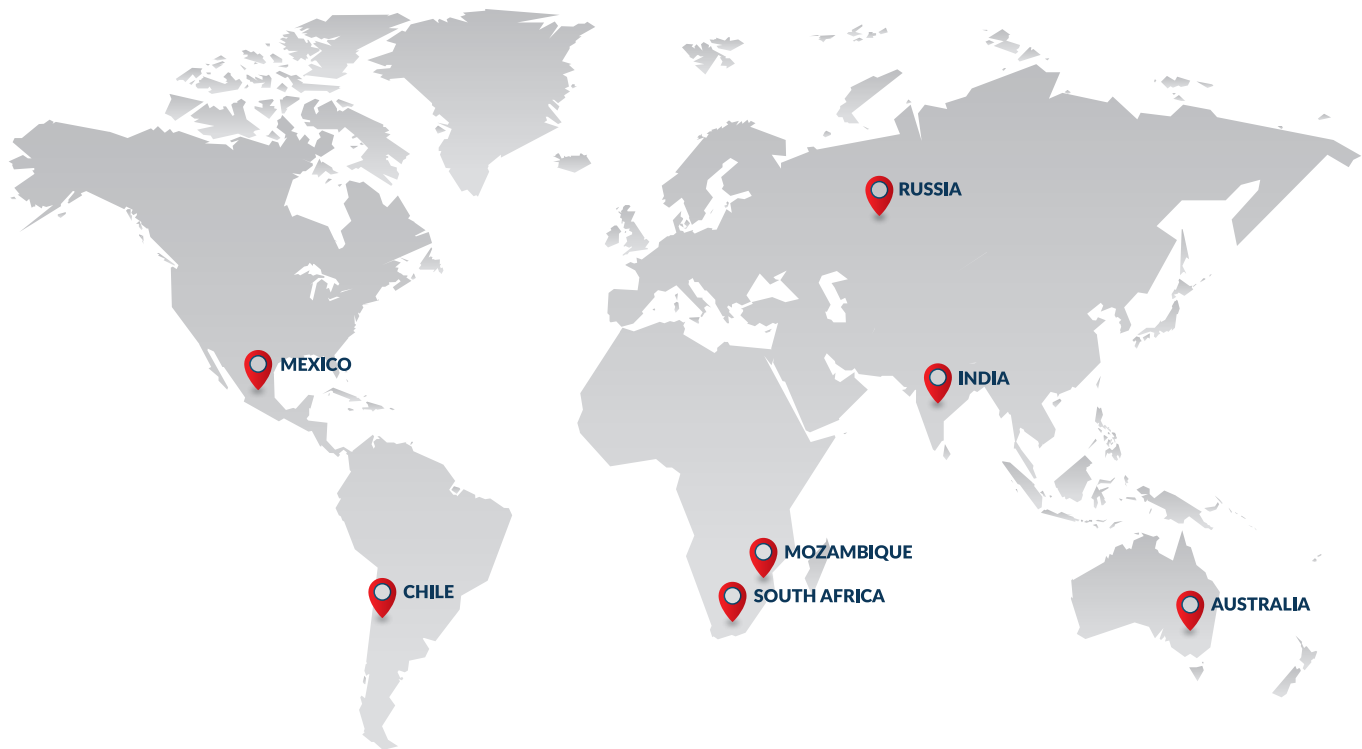 RUSSIA
MEXICO
INDIA
MOZAMBIQUE
CHILE
SOUTH AFRICA
AUSTRALIA